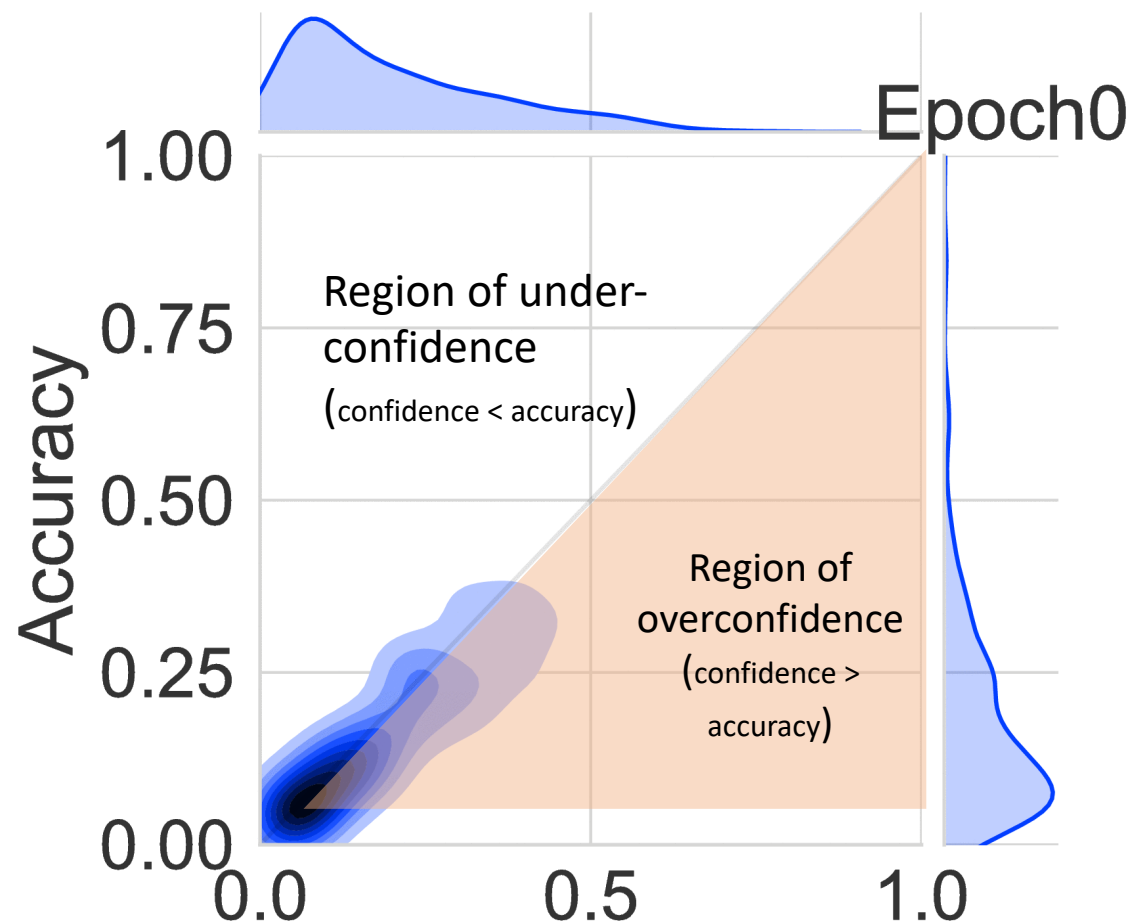 Epoch0
1.00
0.75
0.50
0.25
0.00
Accuracy
Region of under-
confidence
(confidence < accuracy)
Region of
overconfidence
(confidence >
accuracy)
0.0
0.5
1.0